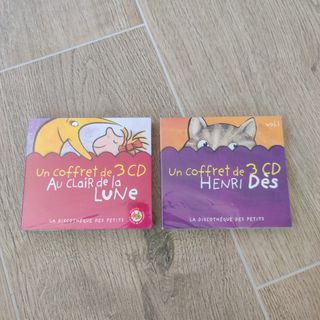 Un coffret de 3 CD
AU CLAIR de la
LUNE
LA DISCOTHÈQUE DES PETITS
vol.1
Un coffret de 3 CD
HENRI Dès
LA DISCOTHÈQUE DES PETITS